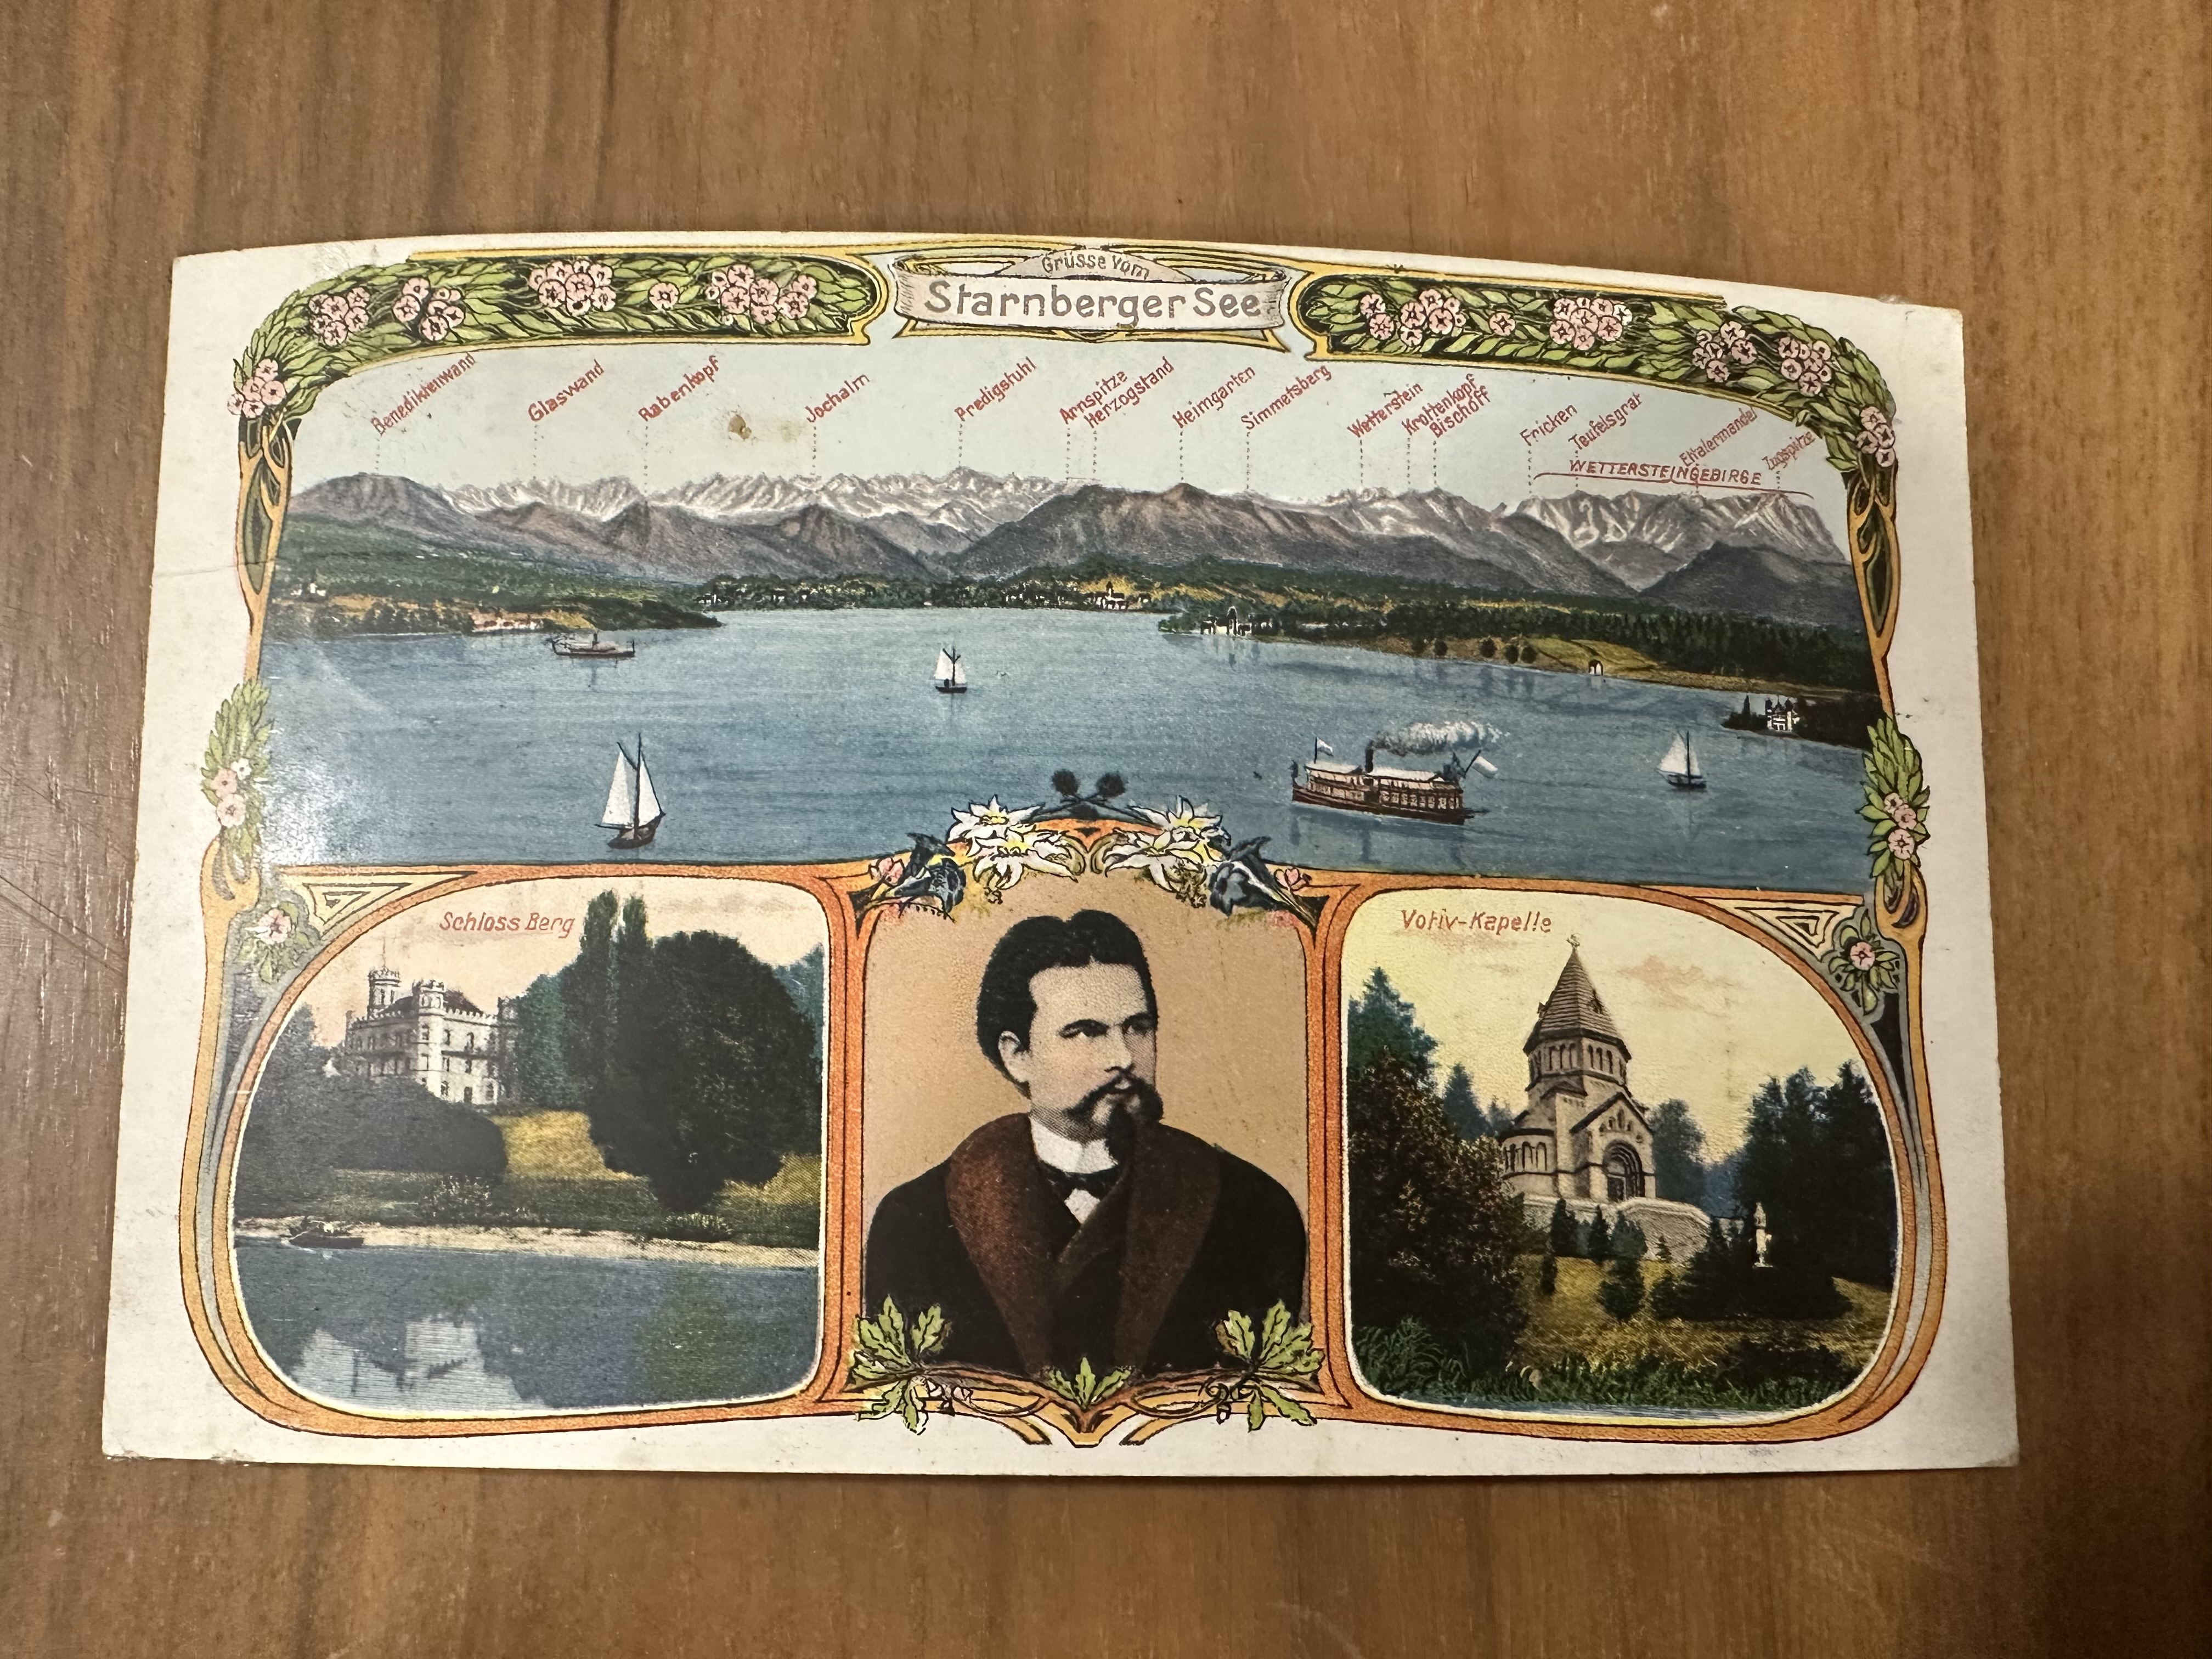 Grüsse vom
Starnberger See
Benediktenwand
Glaswand
Rabenkopf
Jochalm
Predigstuhl
Arnspitze
Herzogstand
Heimgarten
Simmetsberg
Wetterstein
Krottenkopf
Bischoff
Fricken
Teufelsgrat
Ettalermandel
Zugspitze
WETTERSTEINGEBIRGE
Schloss Berg
Votiv-Kapelle